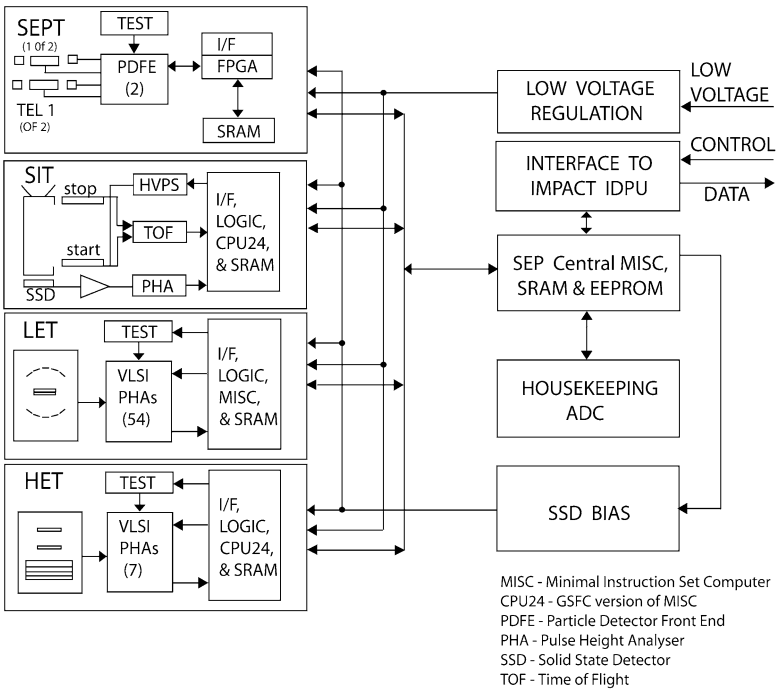 SEPT
(1 Of 2)
TEL 1
(OF 2)
TEST
PDFE
(2)
I/F
FPGA
SRAM
SIT
stop
start
SSD
HVPS
TOF
PHA
I/F,
LOGIC,
CPU24,
& SRAM
LET
TEST
VLSI
PHAs
(54)
I/F,
LOGIC,
MISC,
& SRAM
HET
TEST
VLSI
PHAs
(7)
I/F,
LOGIC,
CPU24,
& SRAM
LOW VOLTAGE
REGULATION
LOW
VOLTAGE
INTERFACE TO
IMPACT IDPU
CONTROL
DATA
SEP Central MISC,
SRAM & EEPROM
HOUSEKEEPING
ADC
SSD BIAS
MISC - Minimal Instruction Set Computer
CPU24 - GSFC version of MISC
PDFE - Particle Detector Front End
PHA - Pulse Height Analyser
SSD - Solid State Detector
TOF - Time of Flight